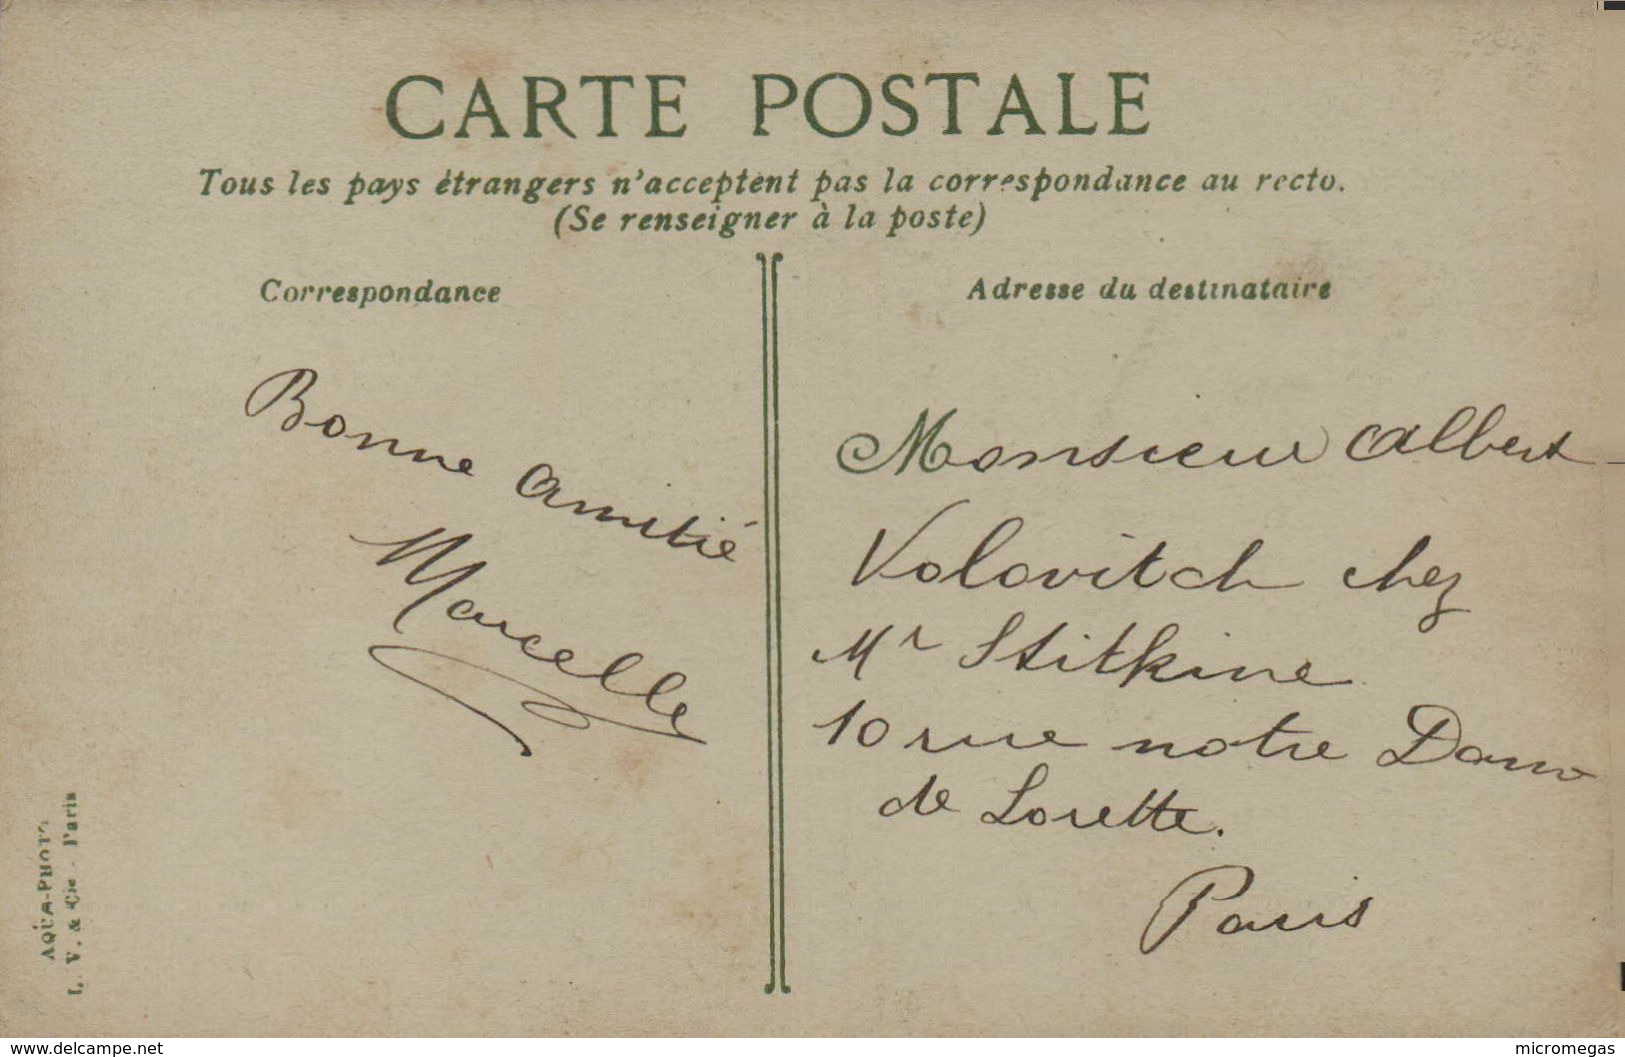 CARTE POSTALE
Tous les pays étrangers n'acceptent pas la correspondance au recto.
(Se renseigner à la poste)
Correspondance
Bonne amitié
Marcelle
Adresse du destinataire
Monsieur Albert
Volovitch chez
Mr Stitkine
10 rue notre Dame
de Lorette.
Paris
AQUA-PHOTO
L. V. & Cie - Paris
www.delcampe.net
micromegas